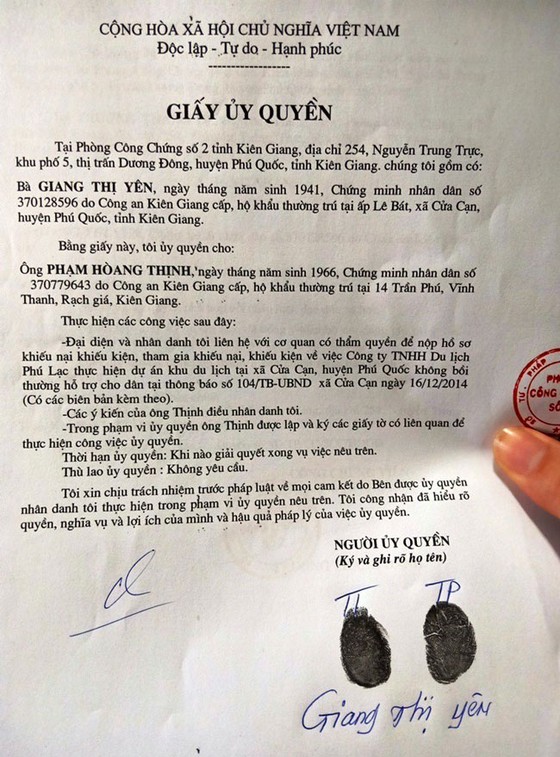 CỘNG HÒA XÃ HỘI CHỦ NGHĨA VIỆT NAM
Độc lập - Tự do - Hạnh phúc
-----------------
GIẤY ỦY QUYỀN
Tại Phòng Công Chứng số 2 tỉnh Kiên Giang, địa chỉ 254, Nguyễn Trung Trực,
khu phố 5, thị trấn Dương Đông, huyện Phú Quốc, tỉnh Kiên Giang. chúng tôi gồm có:
Bà GIANG THỊ YÊN, ngày tháng năm sinh 1941, Chứng minh nhân dân số
370128596 do Công an Kiên Giang cấp, hộ khẩu thường trú tại ấp Lê Bát, xã Cửa Cạn,
huyện Phú Quốc, tỉnh Kiên Giang.
Bằng giấy này, tôi ủy quyền cho:
Ông PHẠM HOÀNG THỊNH, ngày tháng năm sinh 1966, Chứng minh nhân dân số
370779643 do Công an Kiên Giang cấp, hộ khẩu thường trú tại 14 Trần Phú, Vĩnh
Thanh, Rạch giá, Kiên Giang.
Thực hiện các công việc sau đây:
-Đại diện và nhân danh tôi liên hệ với cơ quan có thẩm quyền để nộp hồ sơ
khiếu nại khiếu kiện, tham gia khiếu nại, khiếu kiện về việc Công ty TNHH Du lịch
Phú Lạc thực hiện dự án khu du lịch tại xã Cửa Cạn, huyện Phú Quốc không bồi
thường hỗ trợ cho dân tại thông báo số 104/TB-UBND xã Cửa Cạn ngày 16/12/2014
(Có các biên bản kèm theo).
-Các ý kiến của ông Thịnh điều nhân danh tôi.
-Trong phạm vi ủy quyền ông Thịnh được lập và ký các giấy tờ có liên quan để
thực hiện công việc ủy quyền.
Thời hạn ủy quyền: Khi nào giải quyết xong vụ việc nêu trên.
Thù lao ủy quyền : Không yêu cầu.
Tôi xin chịu trách nhiệm trước pháp luật về mọi cam kết do Bên được ủy quyền
nhân danh tôi thực hiện trong phạm vi ủy quyền nêu trên. Tôi công nhận đã hiểu rõ
quyền, nghĩa vụ và lợi ích của mình và hậu quả pháp lý của việc ủy quyền.
NGƯỜI ỦY QUYỀN
(Ký và ghi rõ họ tên)
TT TP
Giang Thị Yên
TƯ PHÁP
CÔNG
SỐ